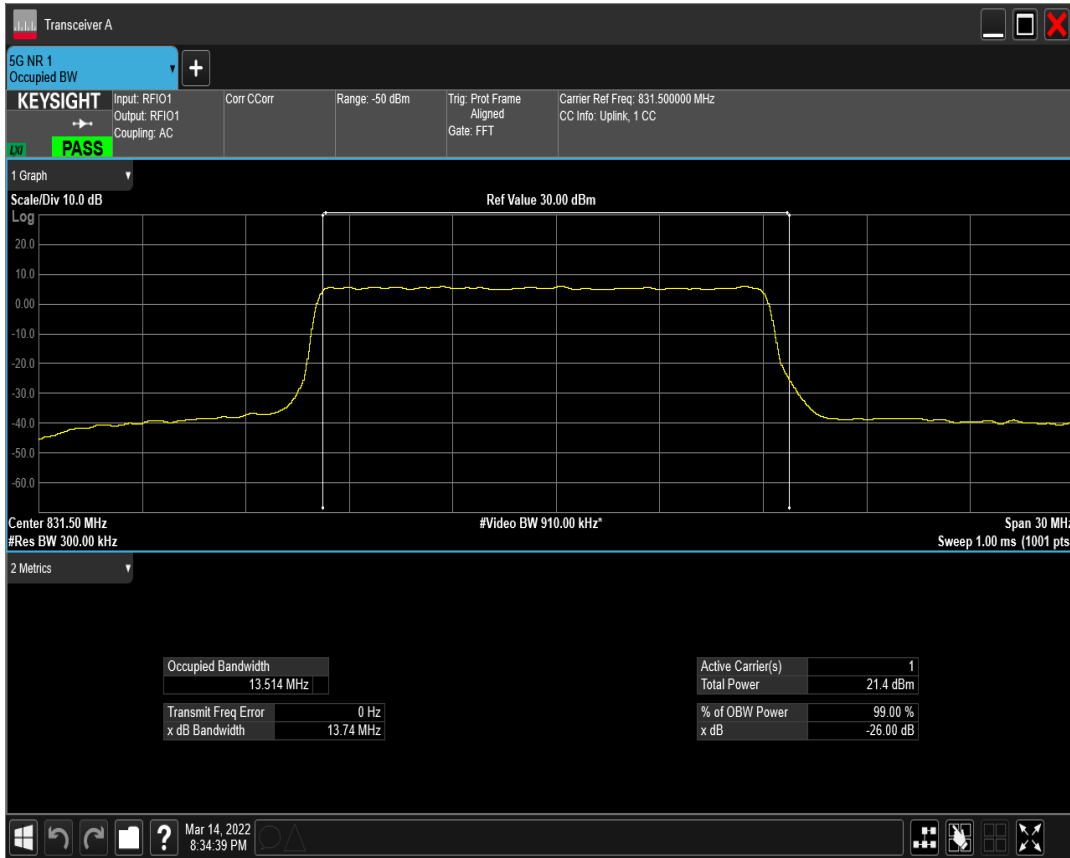 Transceiver A
5G NR 1
Occupied BW
KEYSIGHT
LXI
PASS
Input: RFIO1
Output: RFIO1
Coupling: AC
Corr CCorr
Range: -50 dBm
Trig: Prot Frame
Aligned
Gate: FFT
Carrier Ref Freq: 831.500000 MHz
CC Info: Uplink, 1 CC
1 Graph
Scale/Div 10.0 dB
Ref Value 30.00 dBm
Log
20.0
10.0
0.00
-10.0
-20.0
-30.0
-40.0
-50.0
-60.0
Center 831.50 MHz
#Video BW 910.00 kHz*
Span 30 MHz
#Res BW 300.00 kHz
Sweep 1.00 ms (1001 pts
2 Metrics
Occupied Bandwidth
13.514 MHz
Transmit Freq Error 0 Hz
x dB Bandwidth 13.74 MHz
Active Carrier(s) 1
Total Power 21.4 dBm
% of OBW Power 99.00 %
x dB -26.00 dB
?
Mar 14, 2022
8:34:39 PM